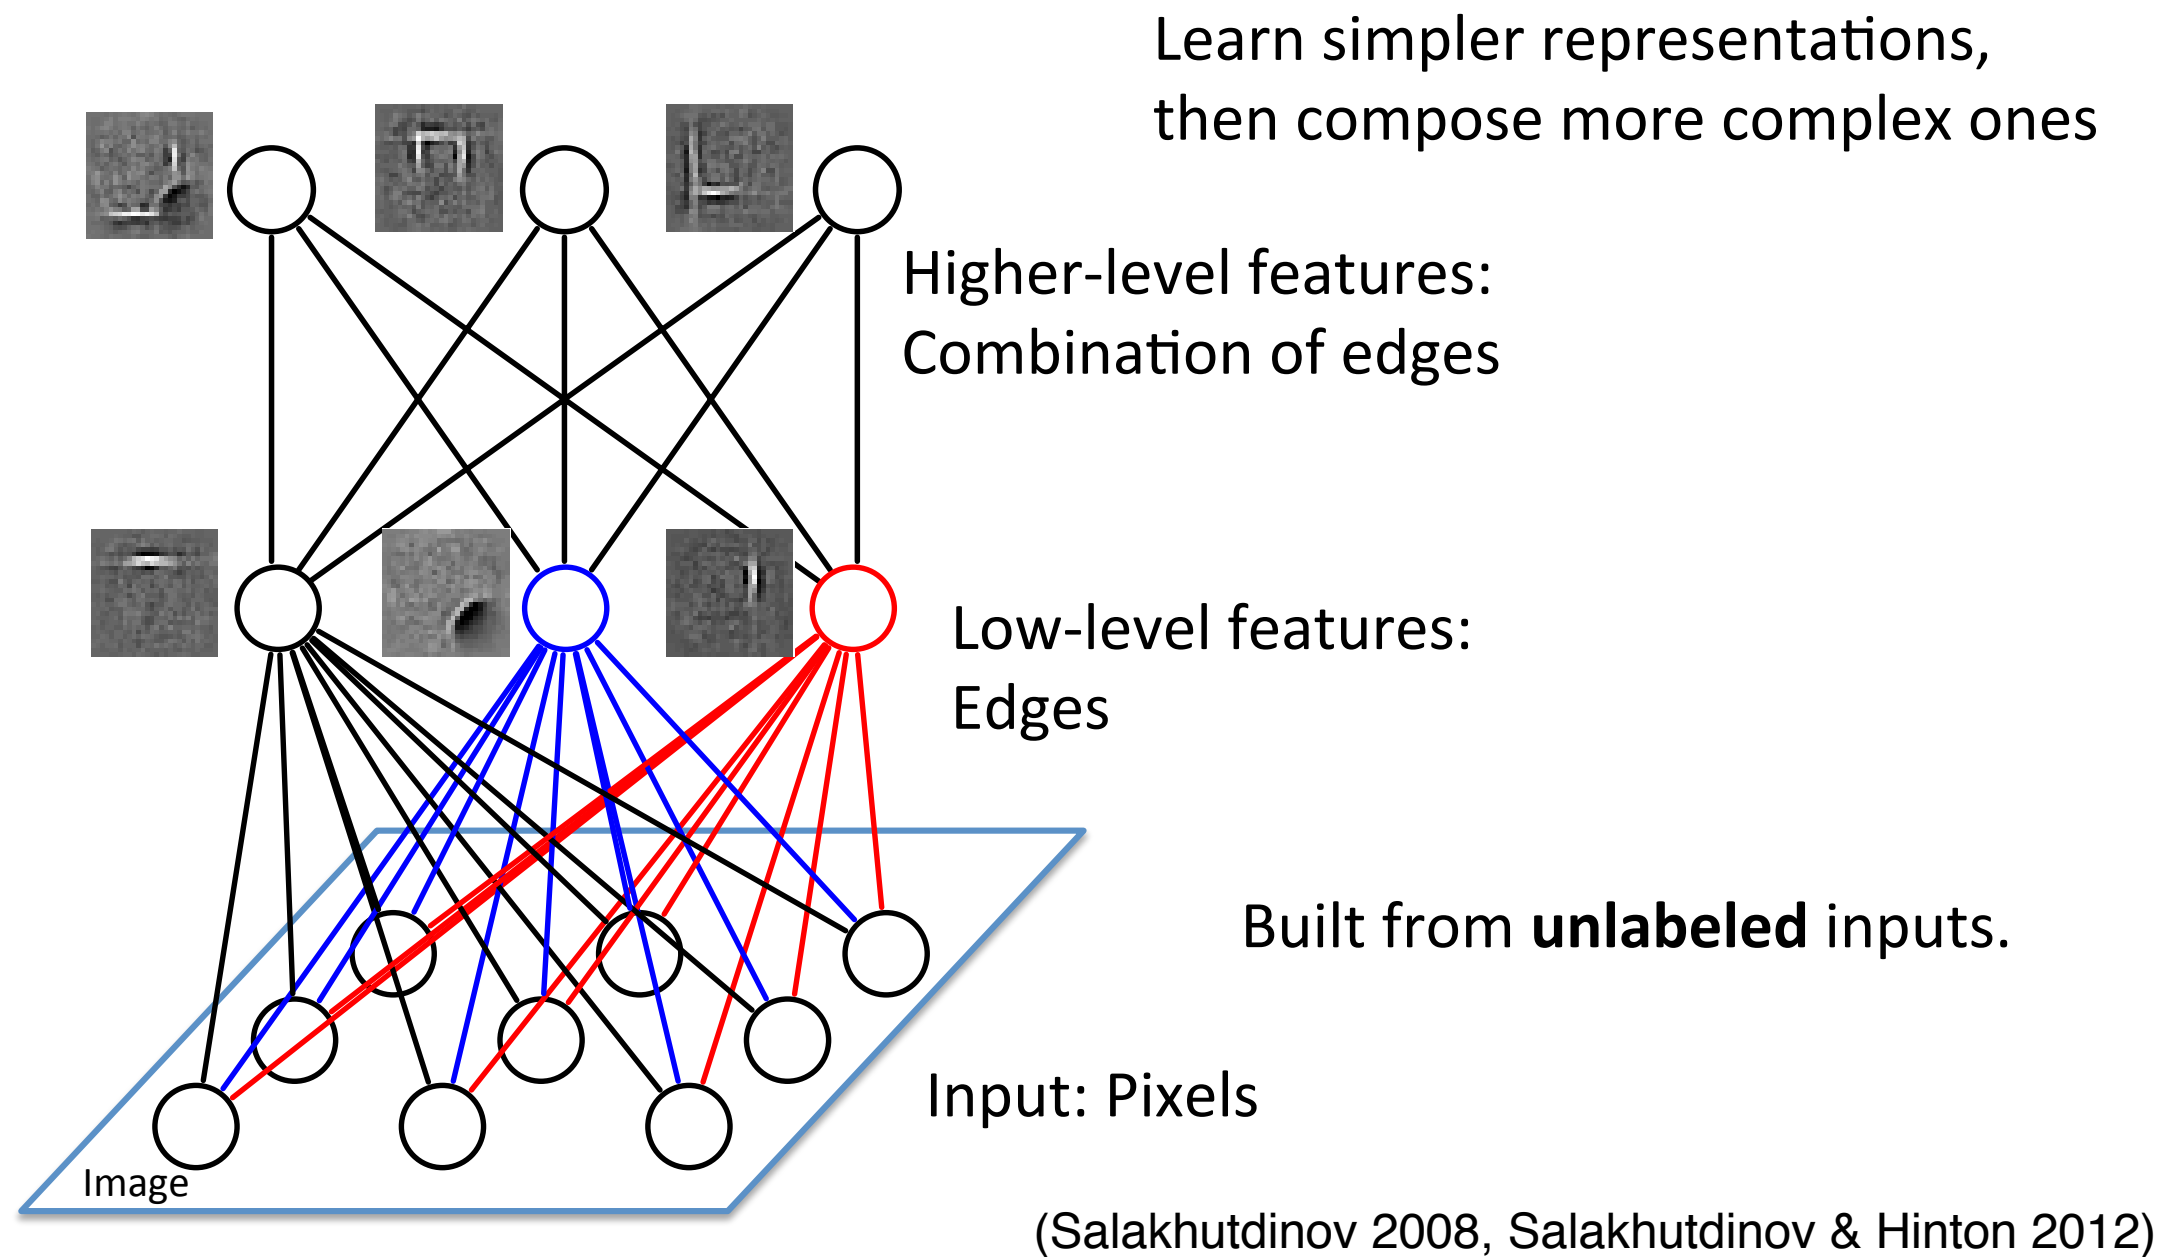 Learn simpler representations,
then compose more complex ones
Higher-level features:
Combination of edges
Low-level features:
Edges
Built from unlabeled inputs.
Input: Pixels
Image
(Salakhutdinov 2008, Salakhutdinov & Hinton 2012)